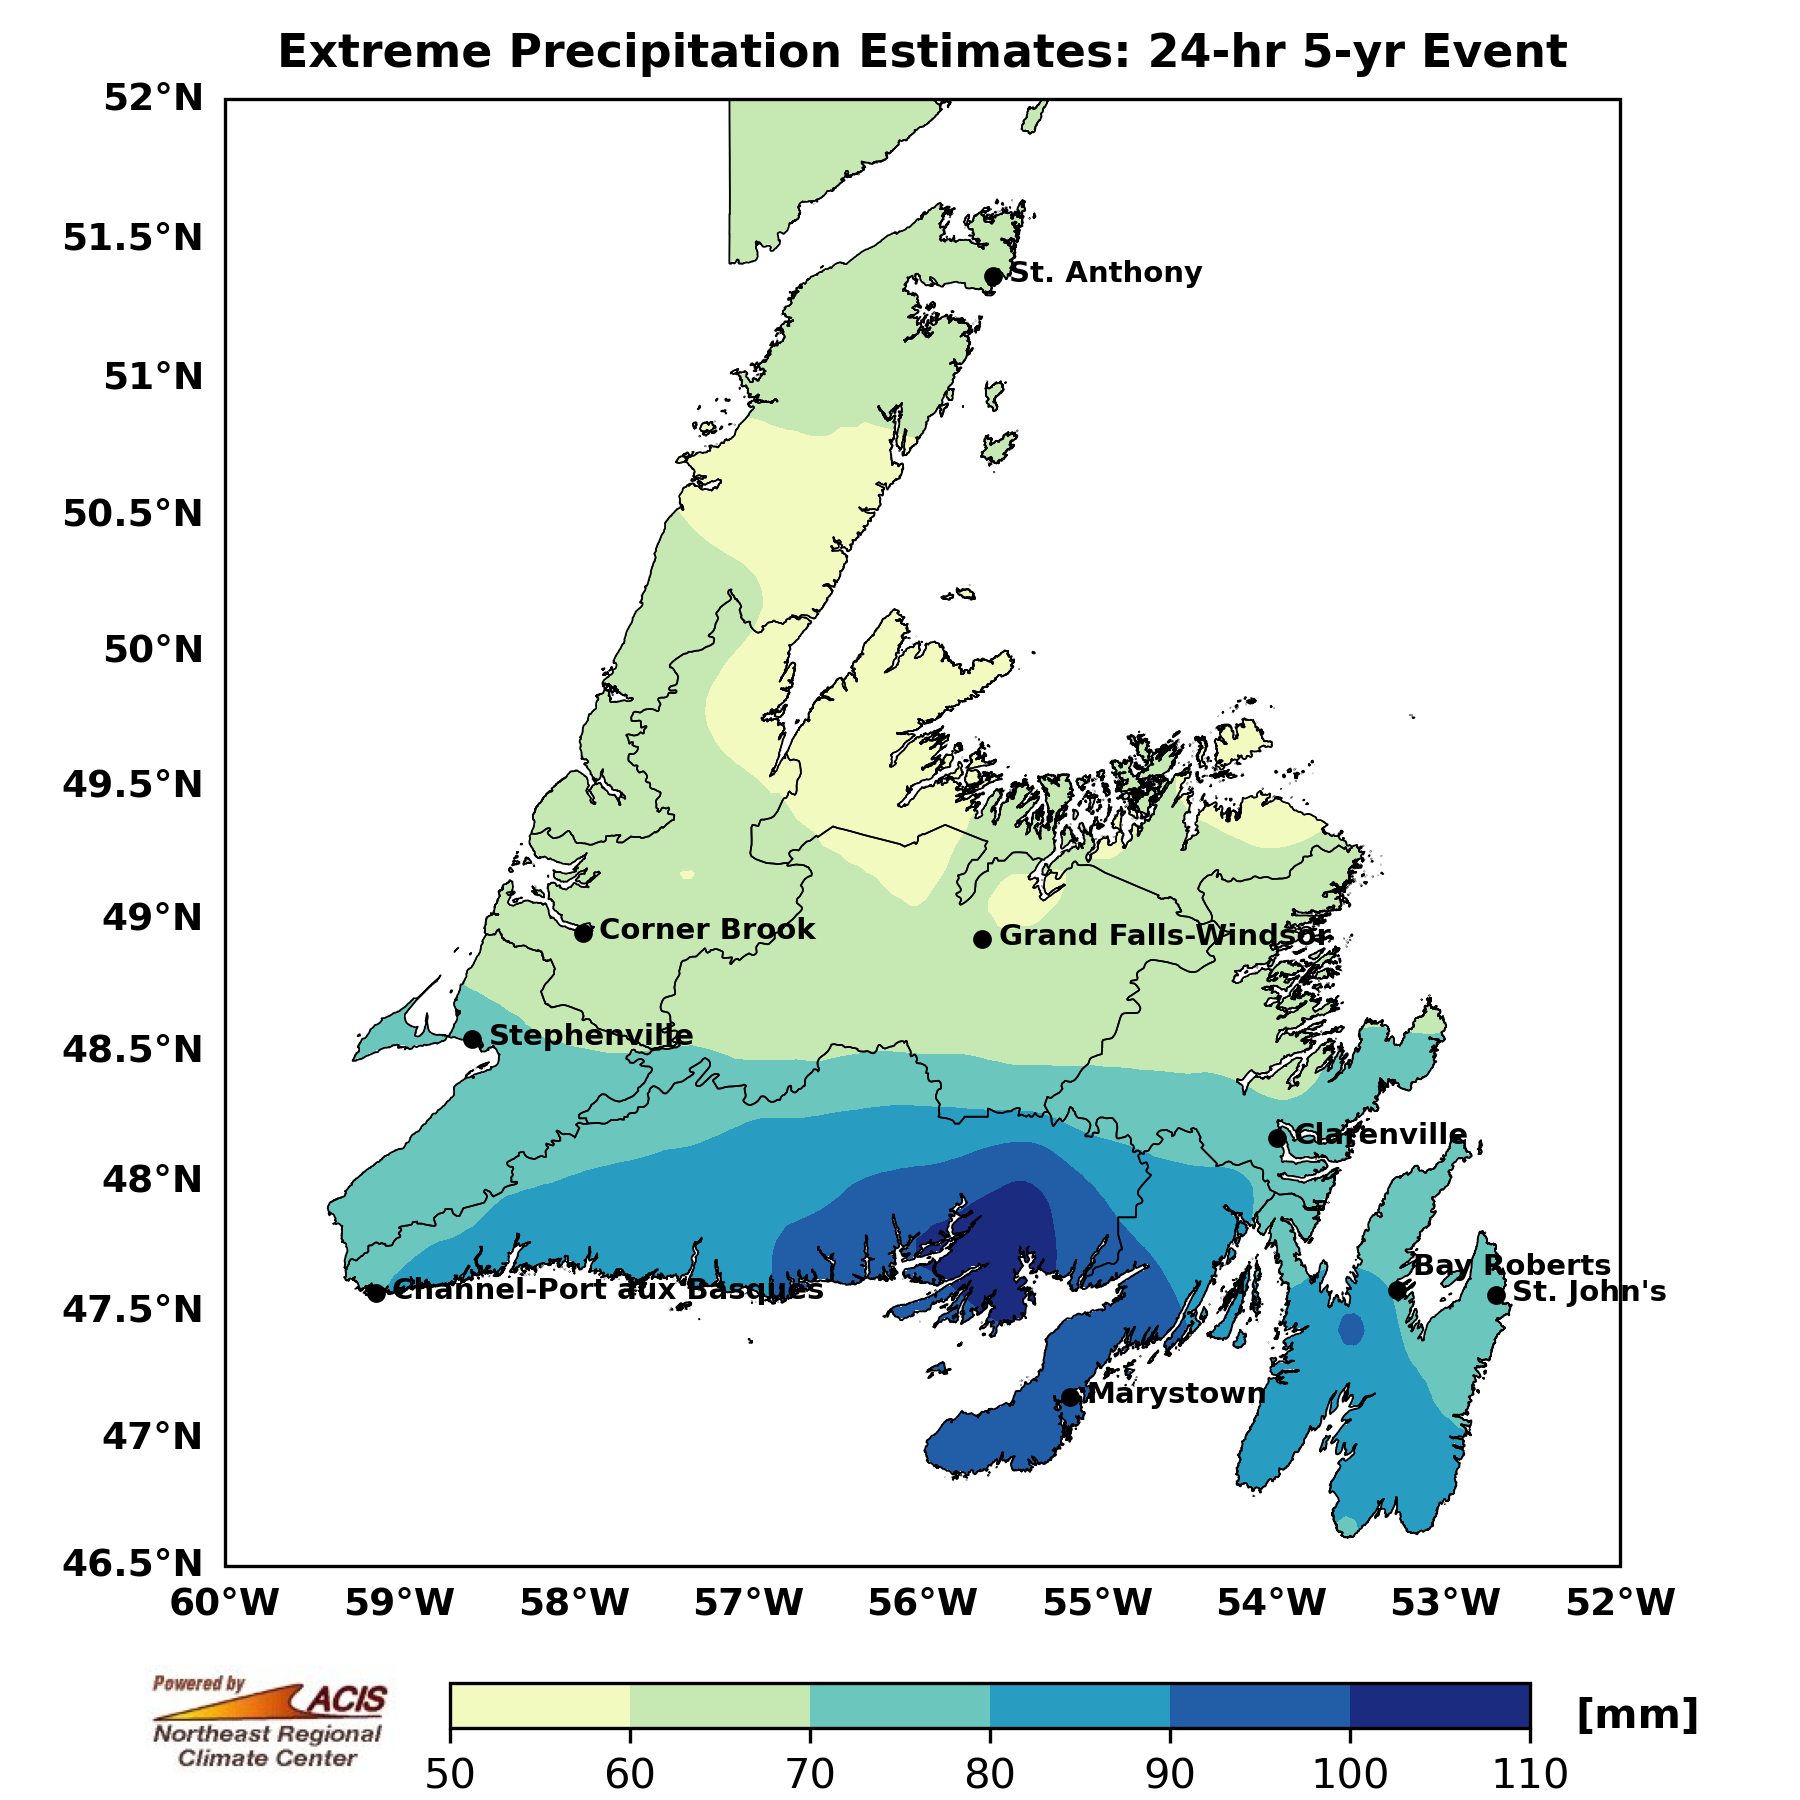 Extreme Precipitation Estimates: 24-hr 5-yr Event
52°N
51.5°N
St. Anthony
51°N
50.5°N
50°N
49.5°N
49°N
Corner Brook
Grand Falls-Windsor
48.5°N
Stephenville
Clarenville
48°N
Bay Roberts
Channel-Port aux Basques
St. John's
47.5°N
Marystown
47°N
46.5°N
60°W 59°W 58°W 57°W 56°W 55°W 54°W 53°W 52°W
Powered by
ACIS
Northeast Regional
Climate Center
[mm]
50 60 70 80 90 100 110